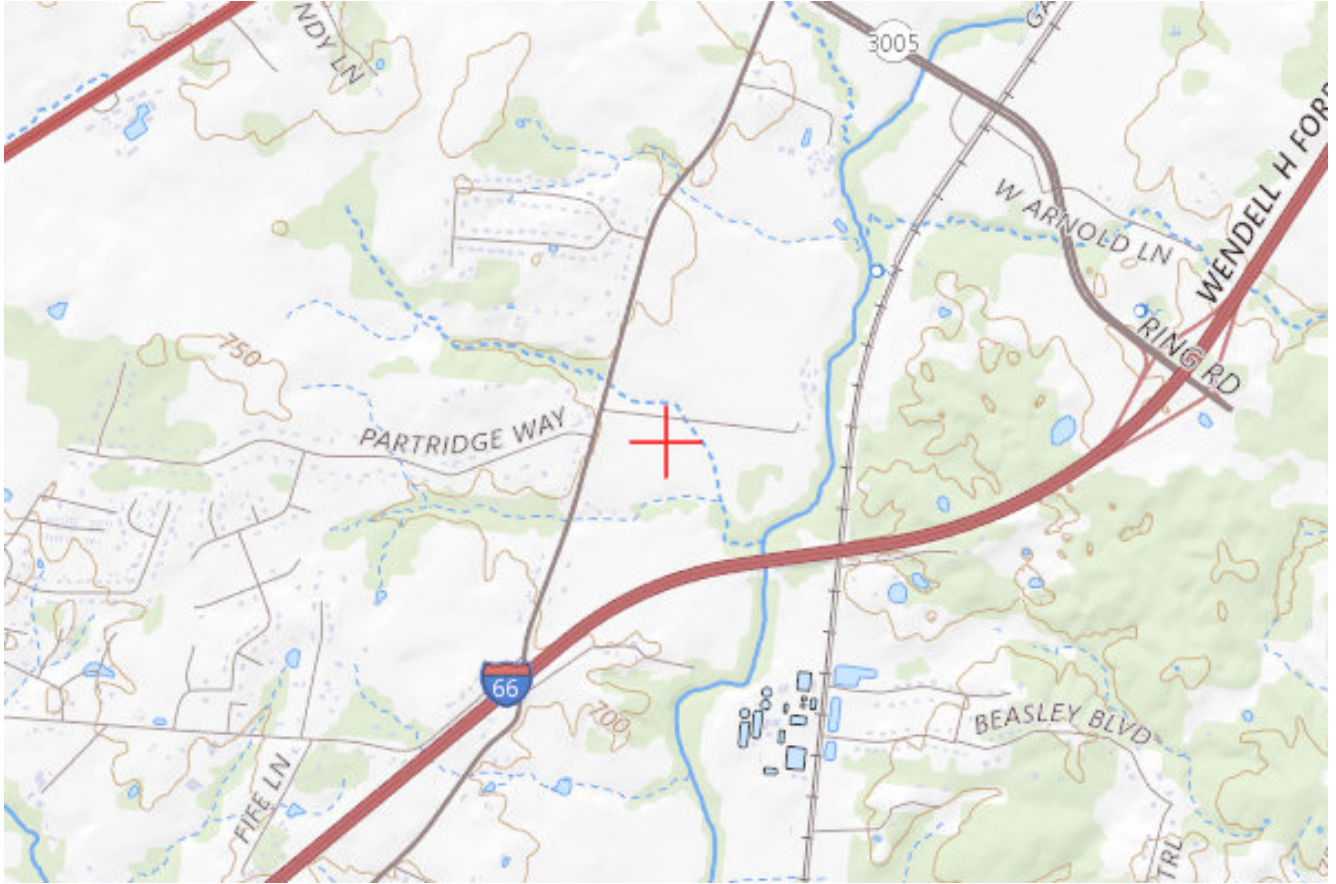 NDY LN
3005
GA
WENDELL H FORD
W ARNOLD LN
RING RD
750
PARTRIDGE WAY
66
700
BEASLEY BLVD
FIFE LN
TRL